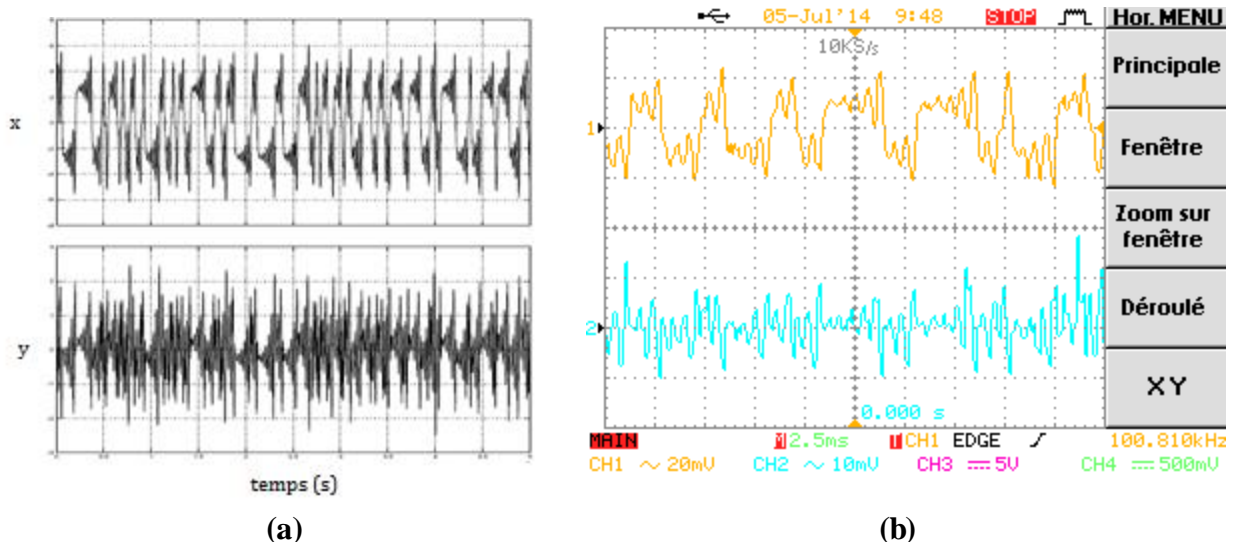 x
y
temps (s)
(a)
05-Jul'14 9:48 STOP Hor. MENU
10KS/s
Principale
Fenêtre
Zoom sur
fenêtre
Déroulé
X Y
1
2
0.000 s
MAIN M 2.5ms T CH1 EDGE 100.810kHz
CH1 ~ 20mV CH2 ~ 10mV CH3 5V CH4 500mV
(b)